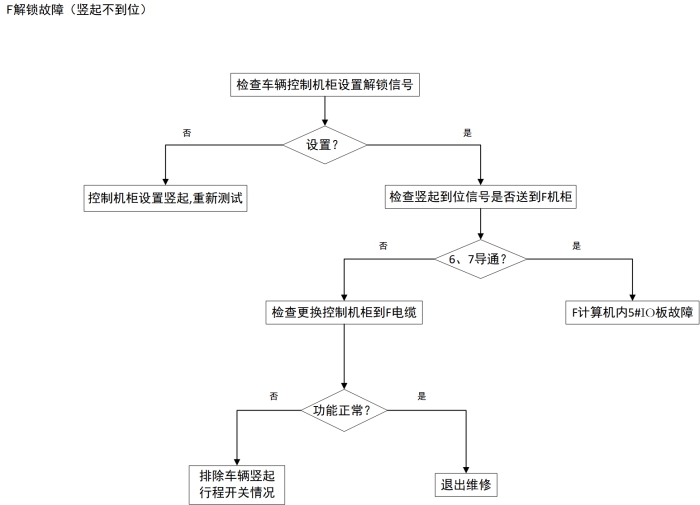 F解锁故障（竖起不到位）
检查车辆控制机柜设置解锁信号
否
是
设置?
控制机柜设置竖起,重新测试
检查竖起到位信号是否送到F机柜
否
是
6、7导通?
检查更换控制机柜到F电缆
F计算机内5#IO板故障
否
是
功能正常?
排除车辆竖起
行程开关情况
退出维修